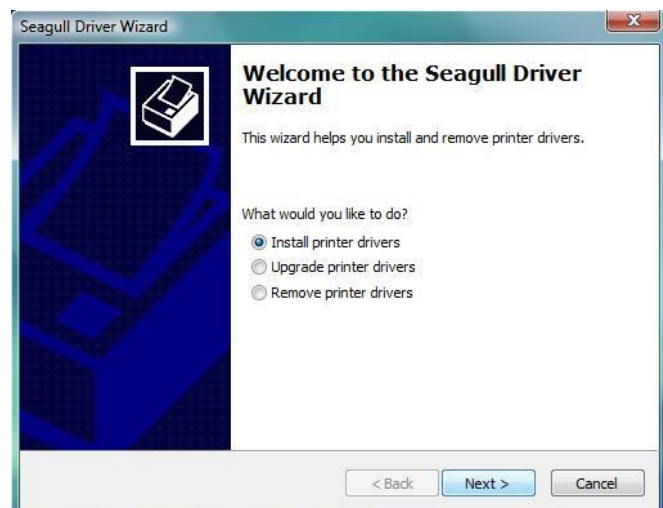 Seagull Driver Wizard
Welcome to the Seagull Driver
Wizard
This wizard helps you install and remove printer drivers.
What would you like to do?
Install printer drivers
Upgrade printer drivers
Remove printer drivers
< Back
Next >
Cancel